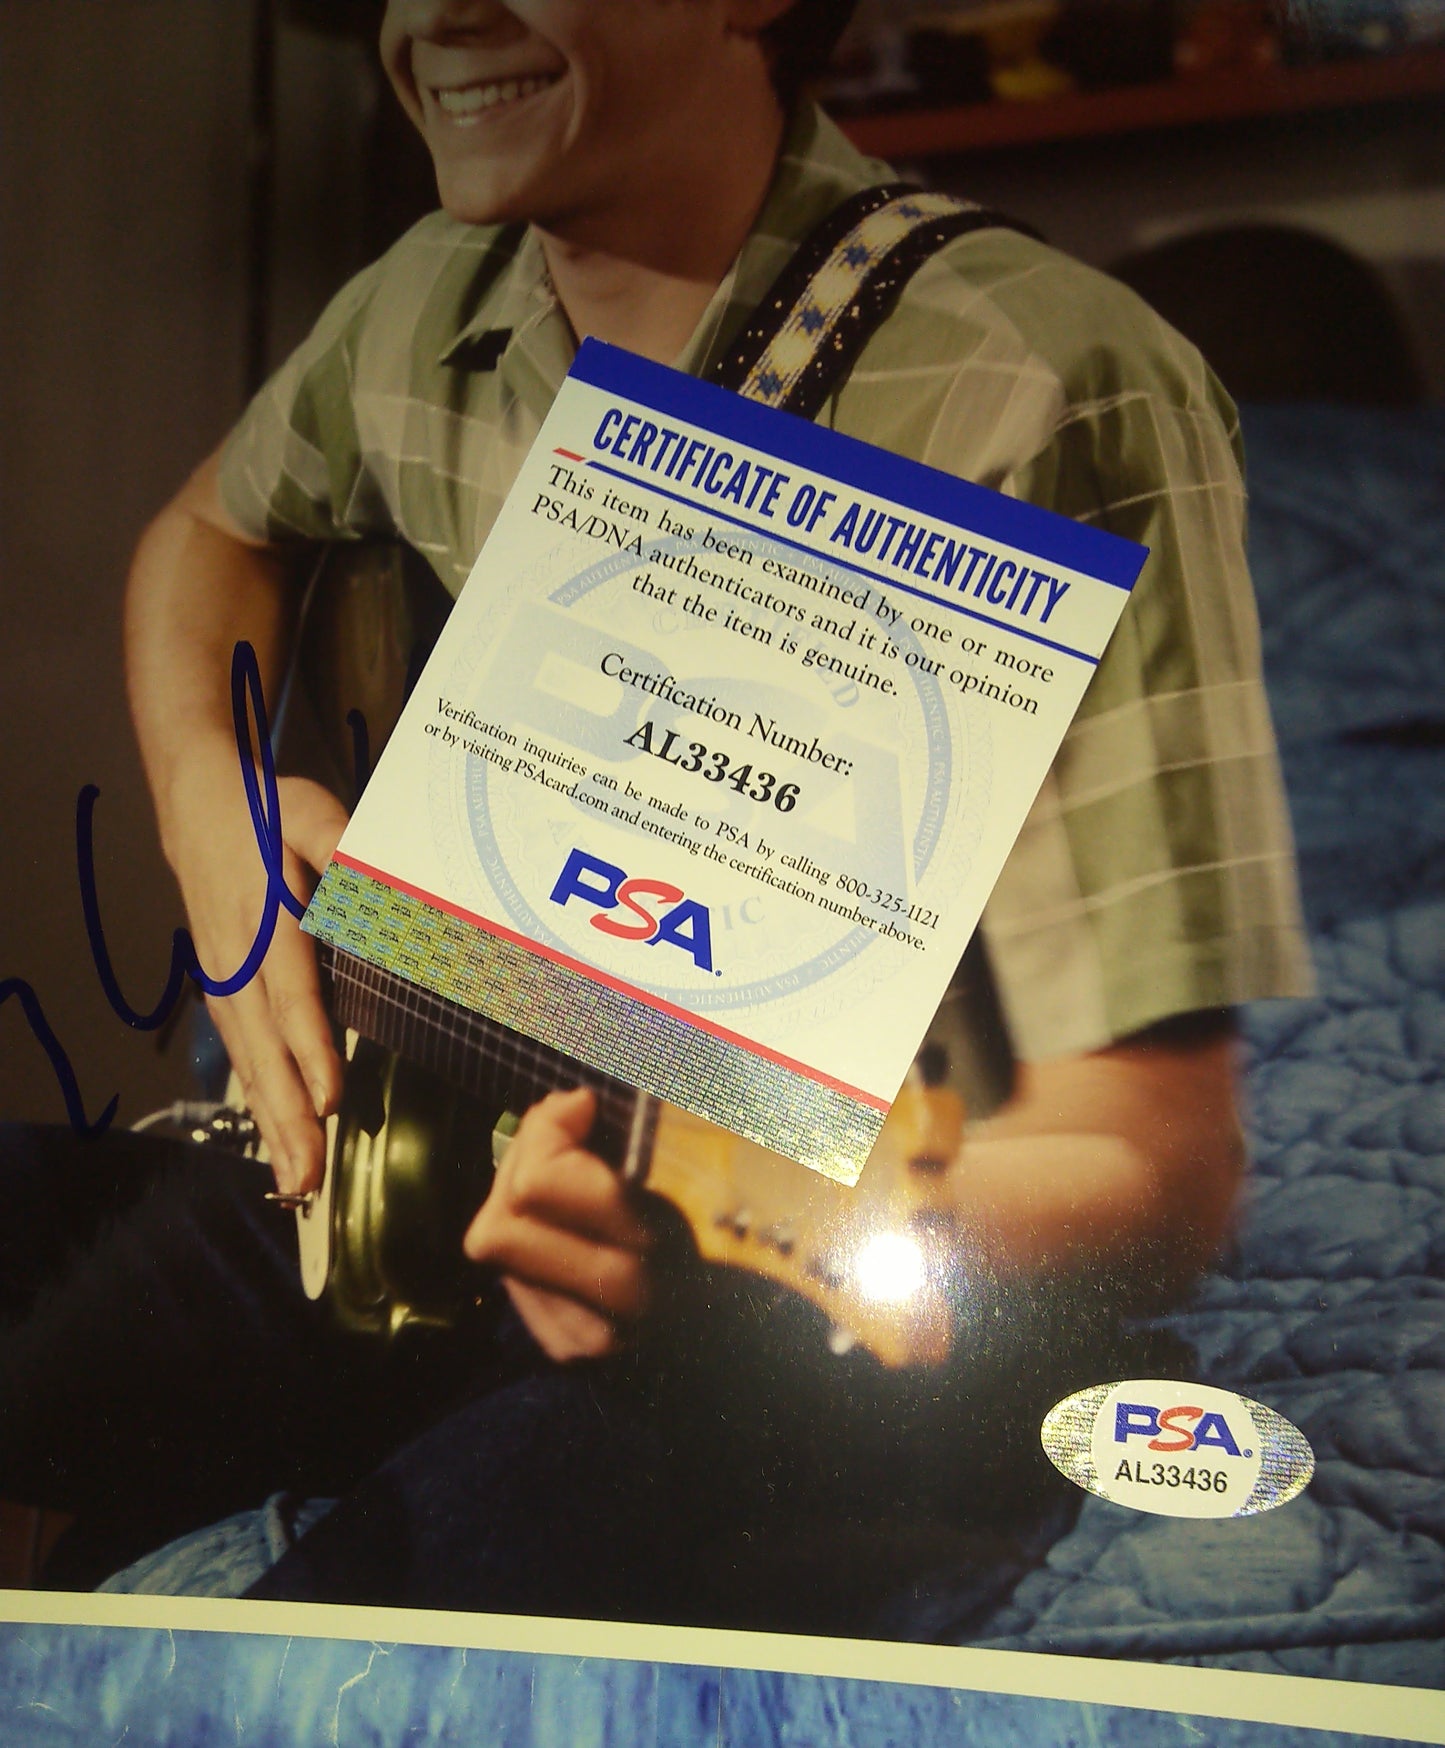 CERTIFICATE OF AUTHENTICITY
This item has been examined by one or more
PSA/DNA authenticators and it is our opinion
that the item is genuine.
Certification Number:
AL33436
Verification inquiries can be made to PSA by calling 800-325-1121
or by visiting PSAcard.com and entering the certification number above.
PSA®
PSA®
AL33436